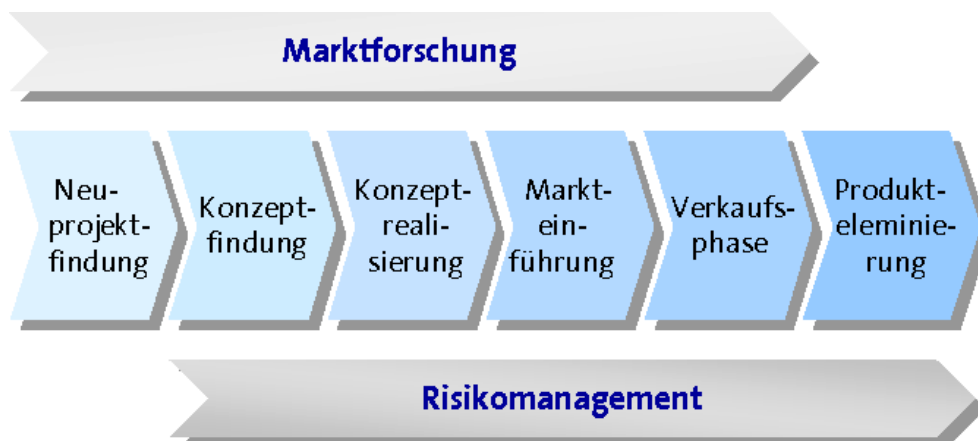 Marktforschung
Neu-
projekt-
findung
Konzept-
findung
Konzept-
reali-
sierung
Markt-
ein-
führung
Verkaufs-
phase
Produkt-
eleminie-
rung
Risikomanagement